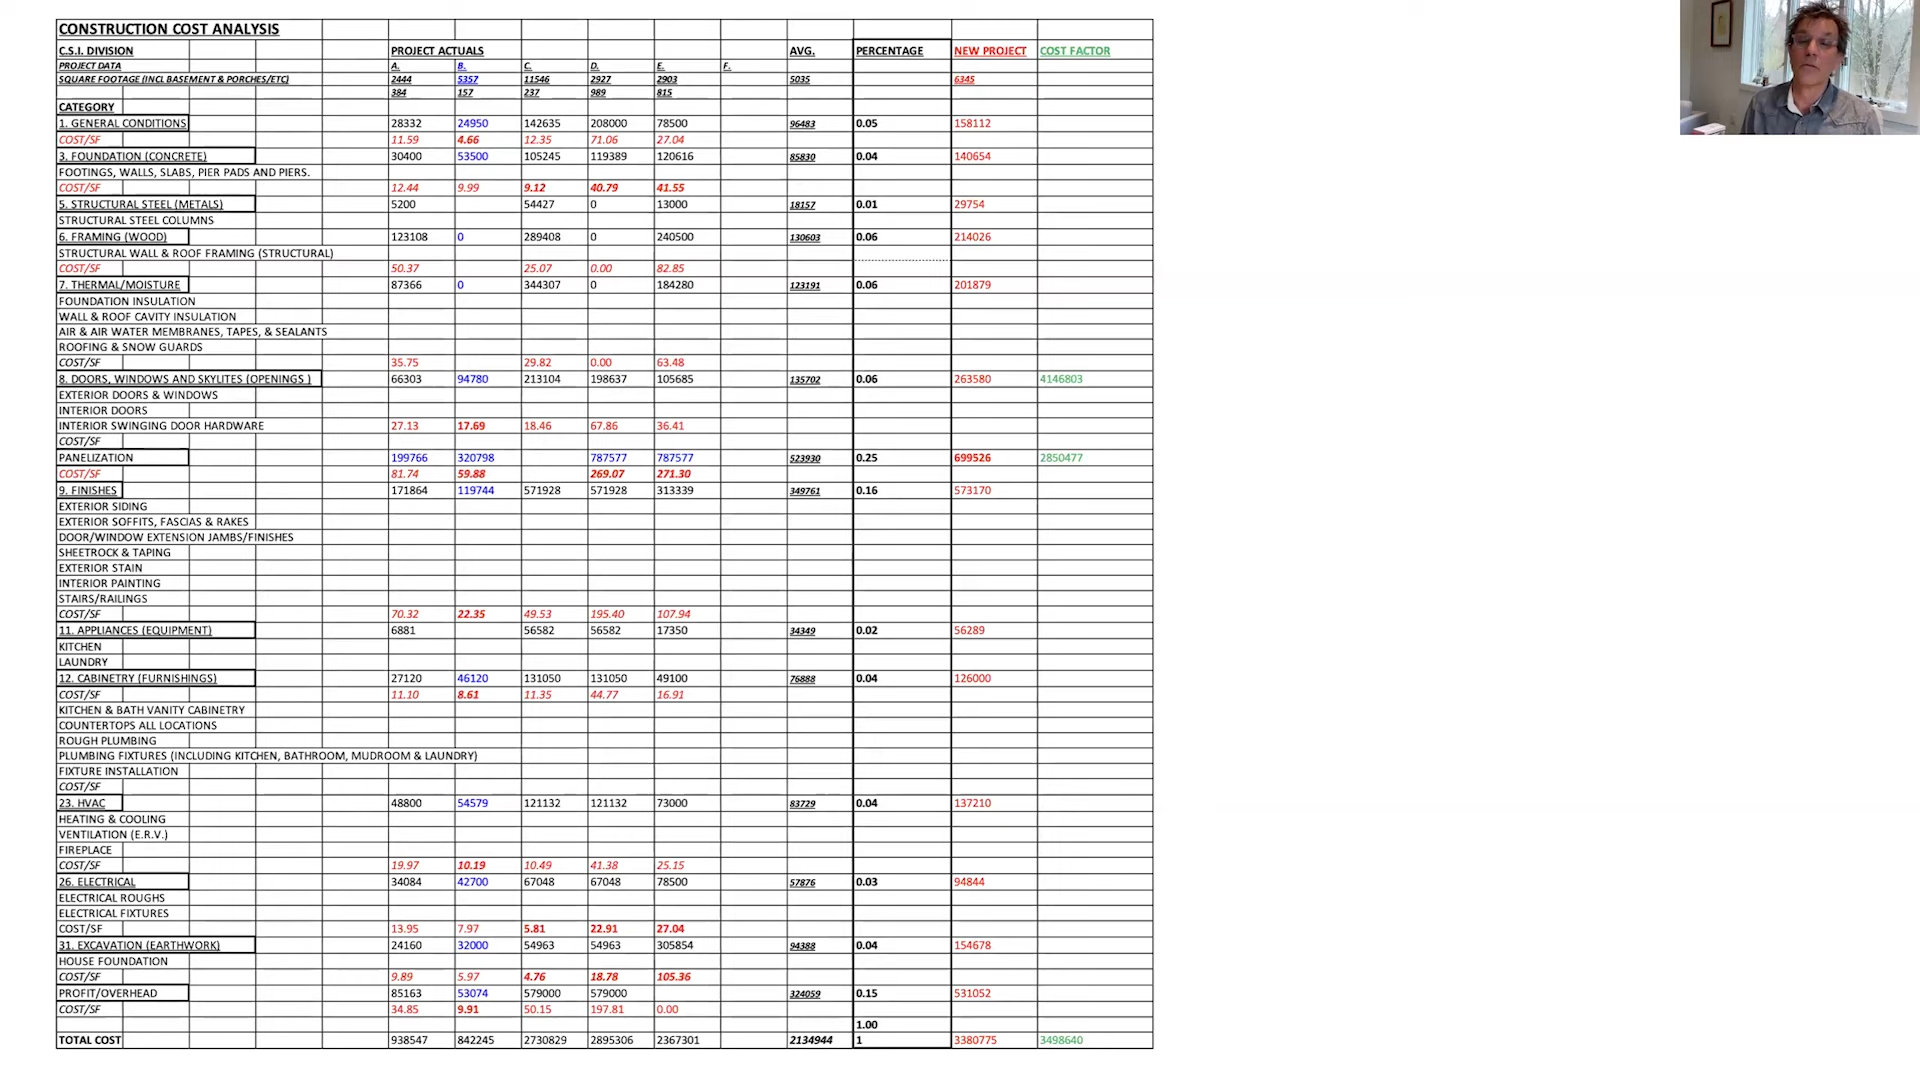 CONSTRUCTION COST ANALYSIS
C.S.I. DIVISION PROJECT ACTUALS AVG. PERCENTAGE NEW PROJECT COST FACTOR
PROJECT DATA A. B. C. D. E. F.
SQUARE FOOTAGE (INCL BASEMENT & PORCHES/ETC) 2444 5357 11546 2927 2903 5035 6345
384 157 237 989 815
CATEGORY
1. GENERAL CONDITIONS 28332 24950 142635 208000 78500 96483 0.05 158112
COST/SF 11.59 4.66 12.35 71.06 27.04
3. FOUNDATION (CONCRETE) 30400 53500 105245 119389 120616 85830 0.04 140654
FOOTINGS, WALLS, SLABS, PIER PADS AND PIERS.
COST/SF 12.44 9.99 9.12 40.79 41.55
5. STRUCTURAL STEEL (METALS) 5200 54427 0 13000 18157 0.01 29754
STRUCTURAL STEEL COLUMNS
6. FRAMING (WOOD) 123108 0 289408 0 240500 130603 0.06 214026
STRUCTURAL WALL & ROOF FRAMING (STRUCTURAL)
COST/SF 50.37 25.07 0.00 82.85
7. THERMAL/MOISTURE 87366 0 344307 0 184280 123191 0.06 201879
FOUNDATION INSULATION
WALL & ROOF CAVITY INSULATION
AIR & AIR WATER MEMBRANES, TAPES, & SEALANTS
ROOFING & SNOW GUARDS
COST/SF 35.75 29.82 0.00 63.48
8. DOORS, WINDOWS AND SKYLITES (OPENINGS ) 66303 94780 213104 198637 105685 135702 0.06 263580 4146803
EXTERIOR DOORS & WINDOWS
INTERIOR DOORS
INTERIOR SWINGING DOOR HARDWARE 27.13 17.69 18.46 67.86 36.41
COST/SF
PANELIZATION 199766 320798 787577 787577 523930 0.25 699526 2850477
COST/SF 81.74 59.88 269.07 271.30
9. FINISHES 171864 119744 571928 571928 313339 349761 0.16 573170
EXTERIOR SIDING
EXTERIOR SOFFITS, FASCIAS & RAKES
DOOR/WINDOW EXTENSION JAMBS/FINISHES
SHEETROCK & TAPING
EXTERIOR STAIN
INTERIOR PAINTING
STAIRS/RAILINGS
COST/SF 70.32 22.35 49.53 195.40 107.94
11. APPLIANCES (EQUIPMENT) 6881 56582 56582 17350 34349 0.02 56289
KITCHEN
LAUNDRY
12. CABINETRY (FURNISHINGS) 27120 46120 131050 131050 49100 76888 0.04 126000
COST/SF 11.10 8.61 11.35 44.77 16.91
KITCHEN & BATH VANITY CABINETRY
COUNTERTOPS ALL LOCATIONS
ROUGH PLUMBING
PLUMBING FIXTURES (INCLUDING KITCHEN, BATHROOM, MUDROOM & LAUNDRY)
FIXTURE INSTALLATION
COST/SF
23. HVAC 48800 54579 121132 121132 73000 83729 0.04 137210
HEATING & COOLING
VENTILATION (E.R.V.)
FIREPLACE
COST/SF 19.97 10.19 10.49 41.38 25.15
26. ELECTRICAL 34084 42700 67048 67048 78500 57876 0.03 94844
ELECTRICAL ROUGHS
ELECTRICAL FIXTURES
COST/SF 13.95 7.97 5.81 22.91 27.04
31. EXCAVATION (EARTHWORK) 24160 32000 54963 54963 305854 94388 0.04 154678
HOUSE FOUNDATION
COST/SF 9.89 5.97 4.76 18.78 105.36
PROFIT/OVERHEAD 85163 53074 579000 579000 324059 0.15 531052
COST/SF 34.85 9.91 50.15 197.81 0.00
1.00
TOTAL COST 938547 842245 2730829 2895306 2367301 2134944 1 3380775 3498640